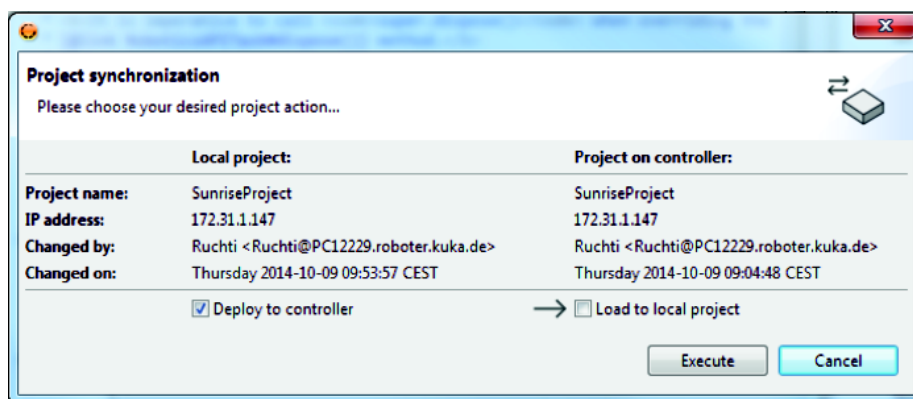 Project synchronization
Please choose your desired project action...
Local project: Project on controller:
Project name: SunriseProject SunriseProject
IP address: 172.31.1.147 172.31.1.147
Changed by: Ruchti <Ruchti@PC12229.roboter.kuka.de> Ruchti <Ruchti@PC12229.roboter.kuka.de>
Changed on: Thursday 2014-10-09 09:53:57 CEST Thursday 2014-10-09 09:04:48 CEST
Deploy to controller Load to local project
Execute Cancel